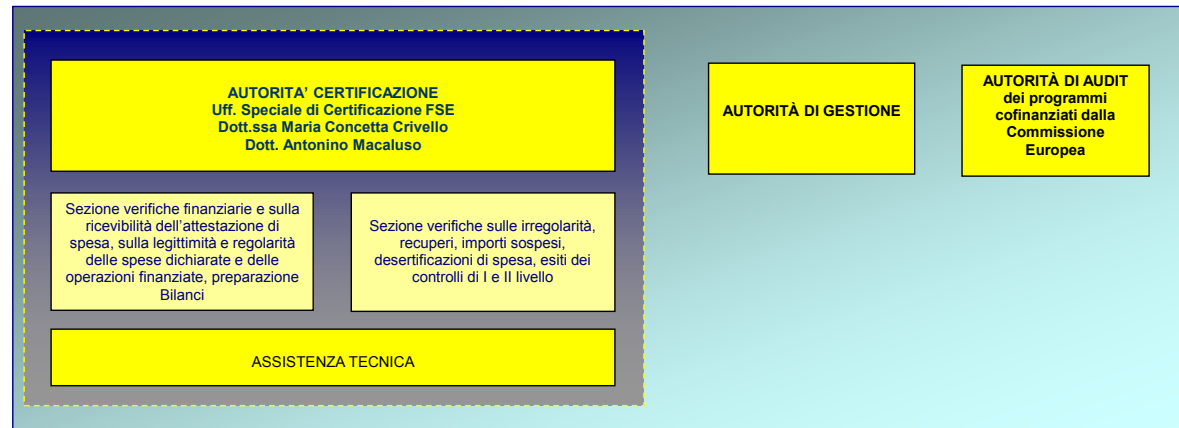 AUTORITA’ CERTIFICAZIONE
Uff. Speciale di Certificazione FSE
Dott.ssa Maria Concetta Crivello
Dott. Antonino Macaluso
AUTORITÀ DI GESTIONE
AUTORITÀ DI AUDIT
dei programmi
cofinanziati dalla
Commissione
Europea
Sezione verifiche finanziarie e sulla
ricevibilità dell’attestazione di
spesa, sulla legittimità e regolarità
delle spese dichiarate e delle
operazioni finanziate, preparazione
Bilanci
Sezione verifiche sulle irregolarità,
recuperi, importi sospesi,
desertificazioni di spesa, esiti dei
controlli di I e II livello
ASSISTENZA TECNICA